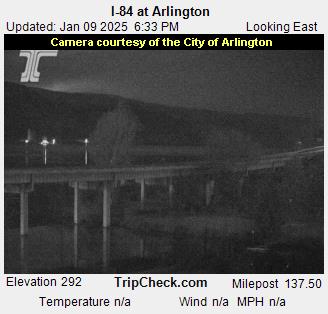 I-84 at Arlington
Updated: Jan 09 2025 6:33 PM Looking East
Camera courtesy of the City of Arlington
Elevation 292 TripCheck.com Milepost 137.50
Temperature n/a Wind n/a MPH n/a